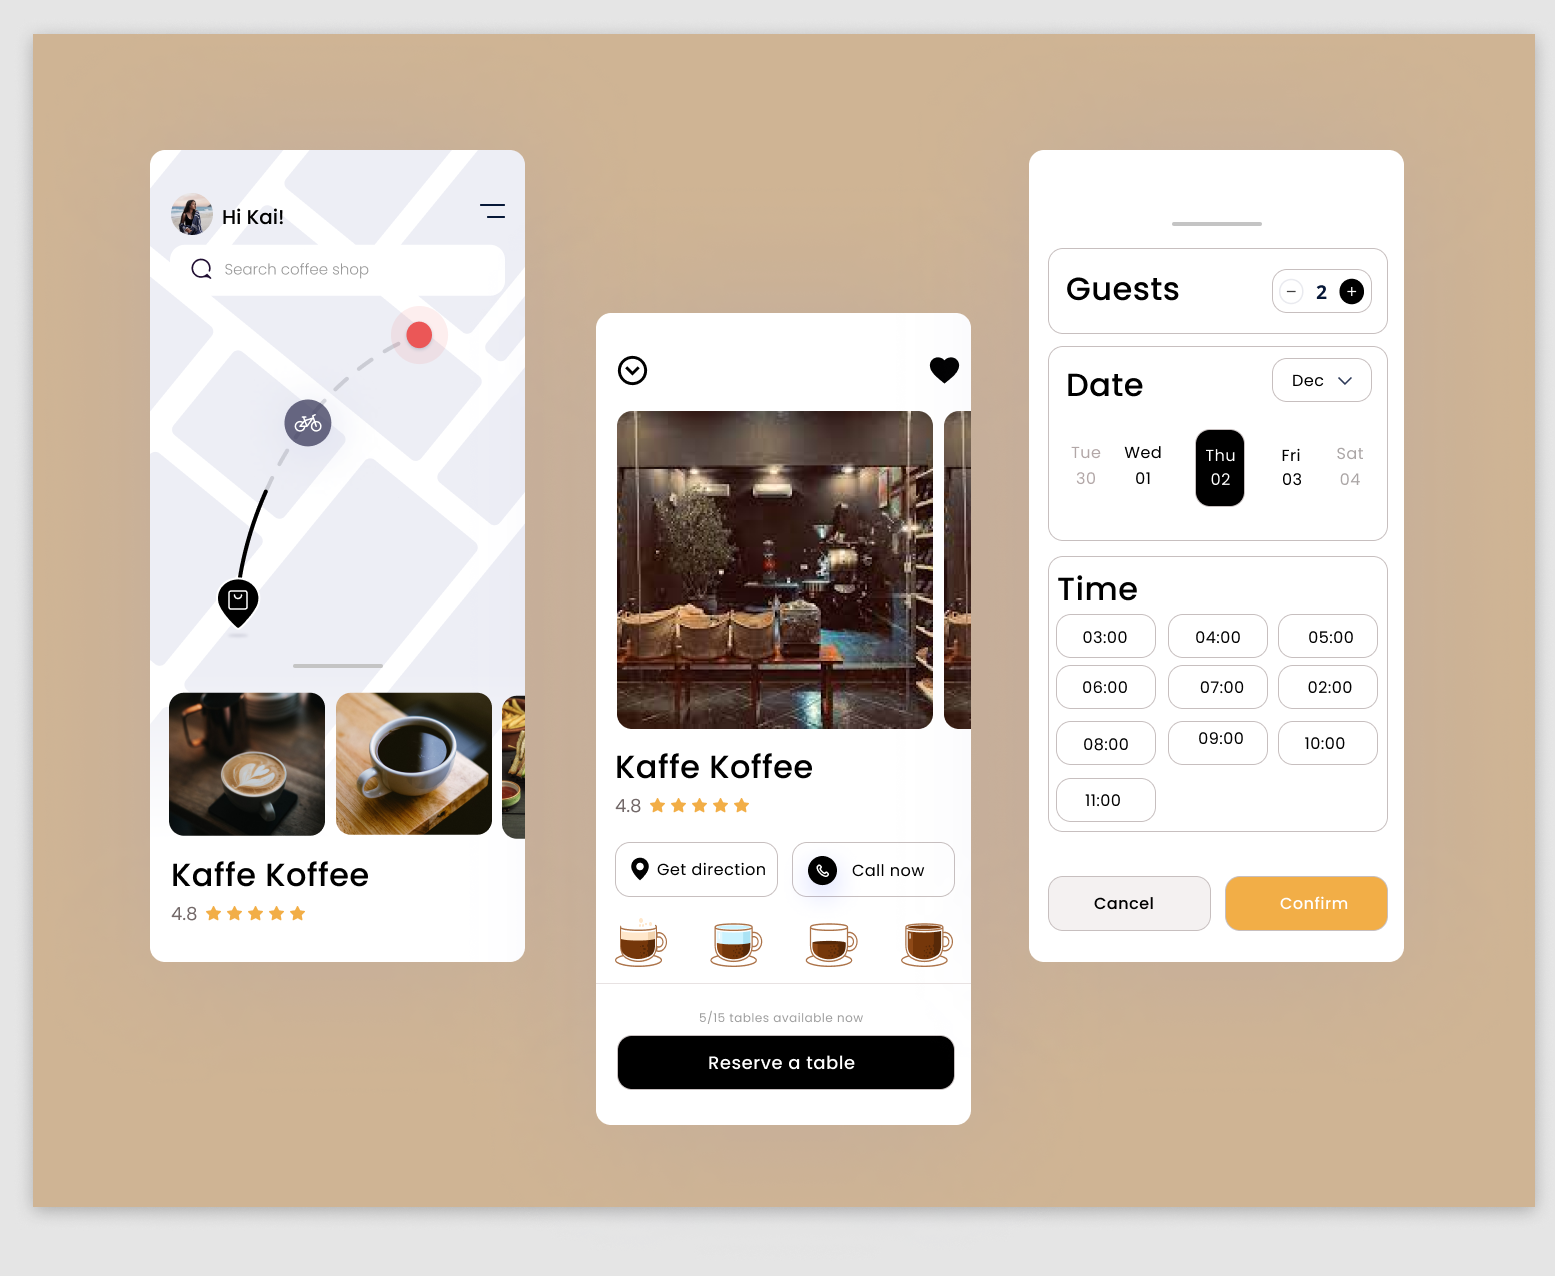 Hi Kai!
Search coffee shop
Kaffe Koffee
4.8
Kaffe Koffee
4.8
Get direction
Call now
5/15 tables available now
Reserve a table
Guests
2
Date
Dec
Tue Wed Thu Fri Sat
30 01 02 03 04
Time
03:00 04:00 05:00
06:00 07:00 02:00
08:00 09:00 10:00
11:00
Cancel Confirm